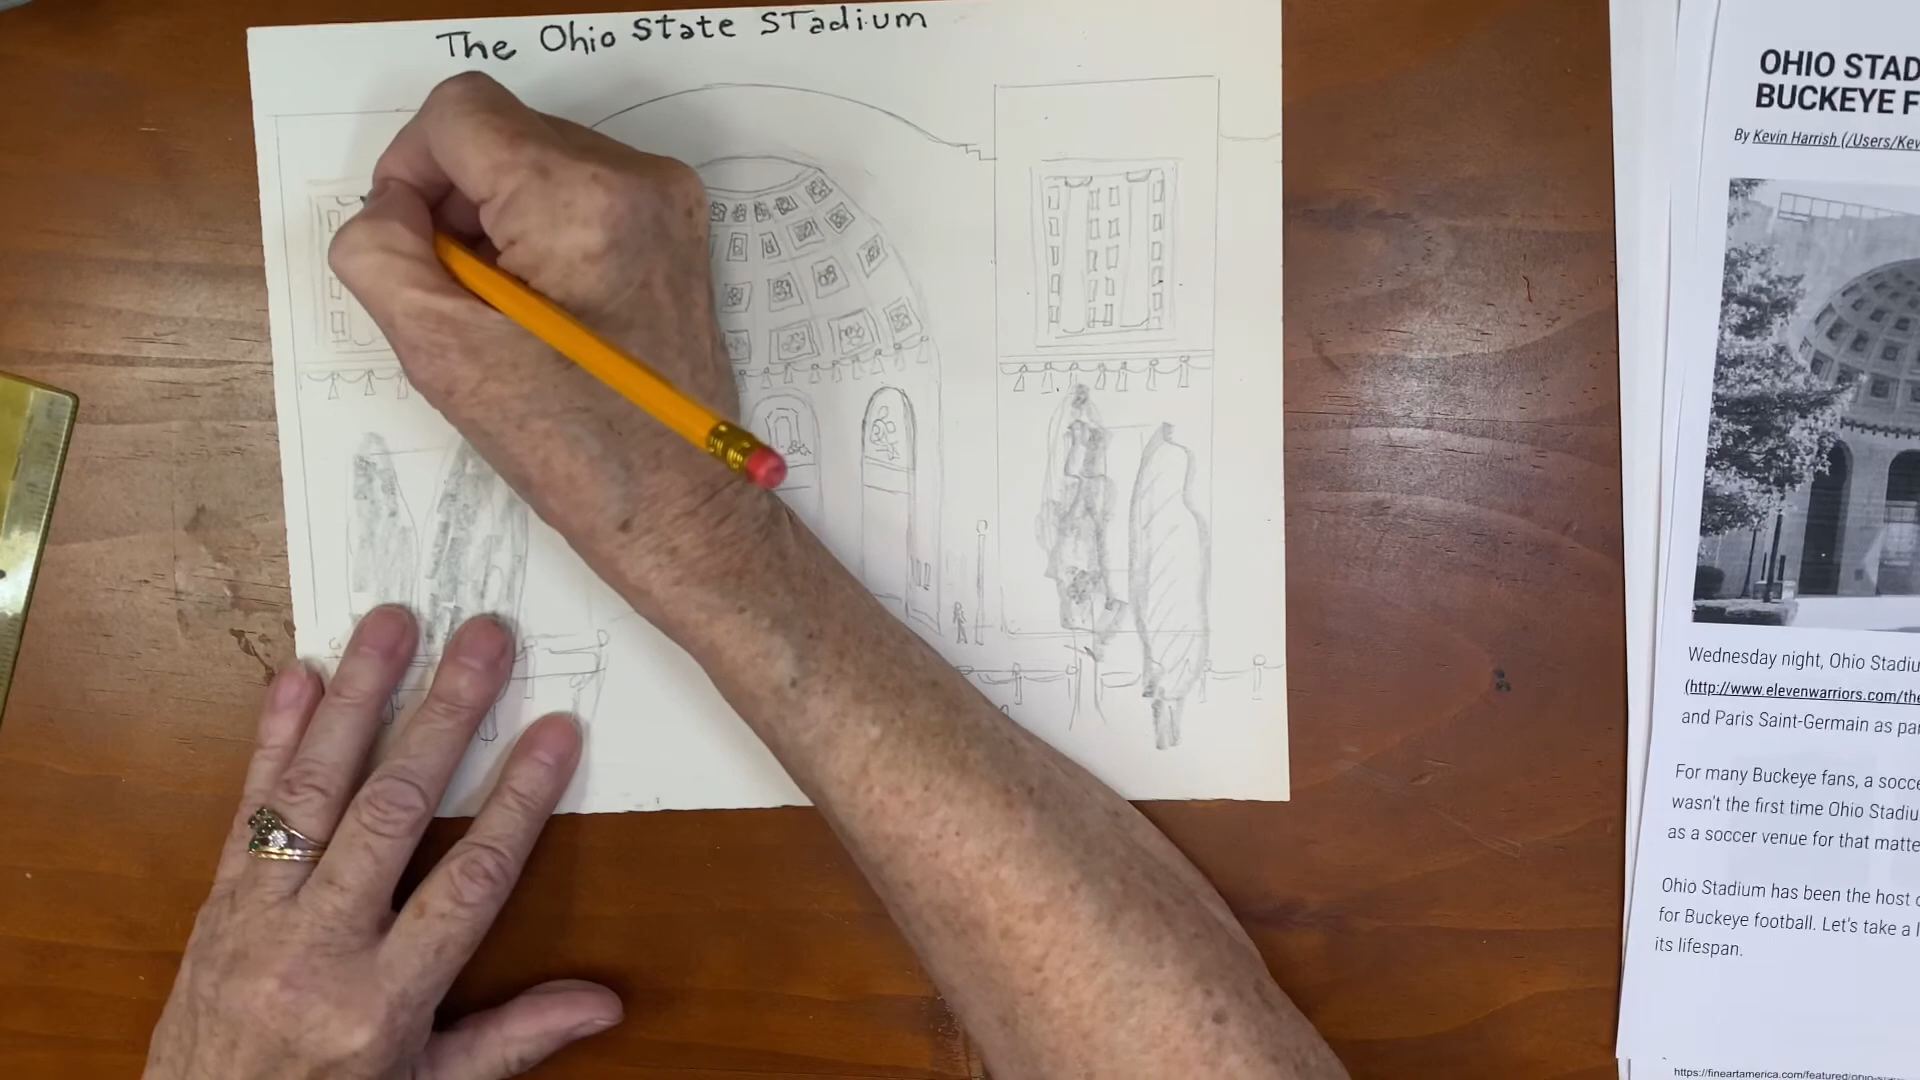 The Ohio State STadium
OHIO STAD
BUCKEYE F
By Kevin Harrish (/Users/Kev
Wednesday night, Ohio Stadiu
(http://www.elevenwarriors.com/the
and Paris Saint-Germain as par
For many Buckeye fans, a socce
wasn't the first time Ohio Stadiu
as a soccer venue for that matte
Ohio Stadium has been the host o
for Buckeye football. Let's take a l
its lifespan.
https://fineartamerica.com/featured/ohio-sta